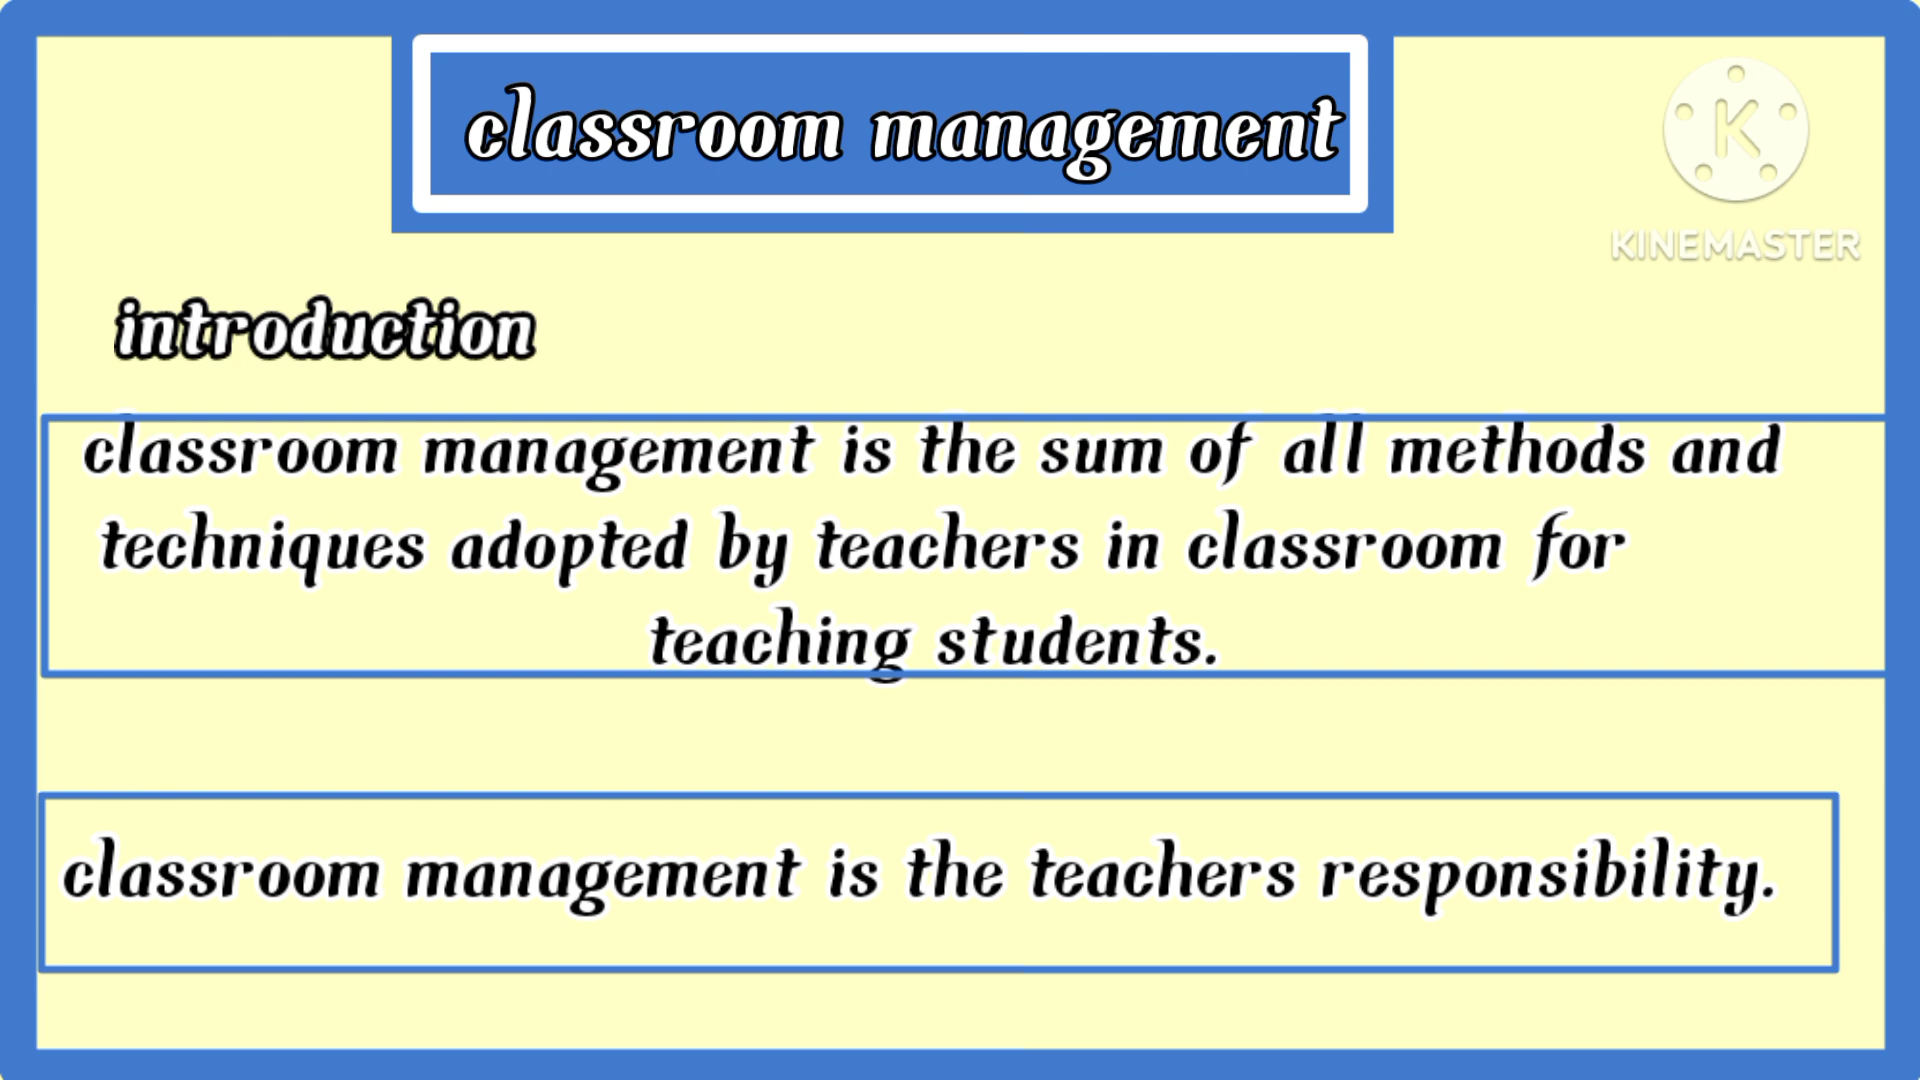 classroom management
K
KINEMASTER
introduction
classroom management is the sum of all methods and
techniques adopted by teachers in classroom for
teaching students.
classroom management is the teachers responsibility.